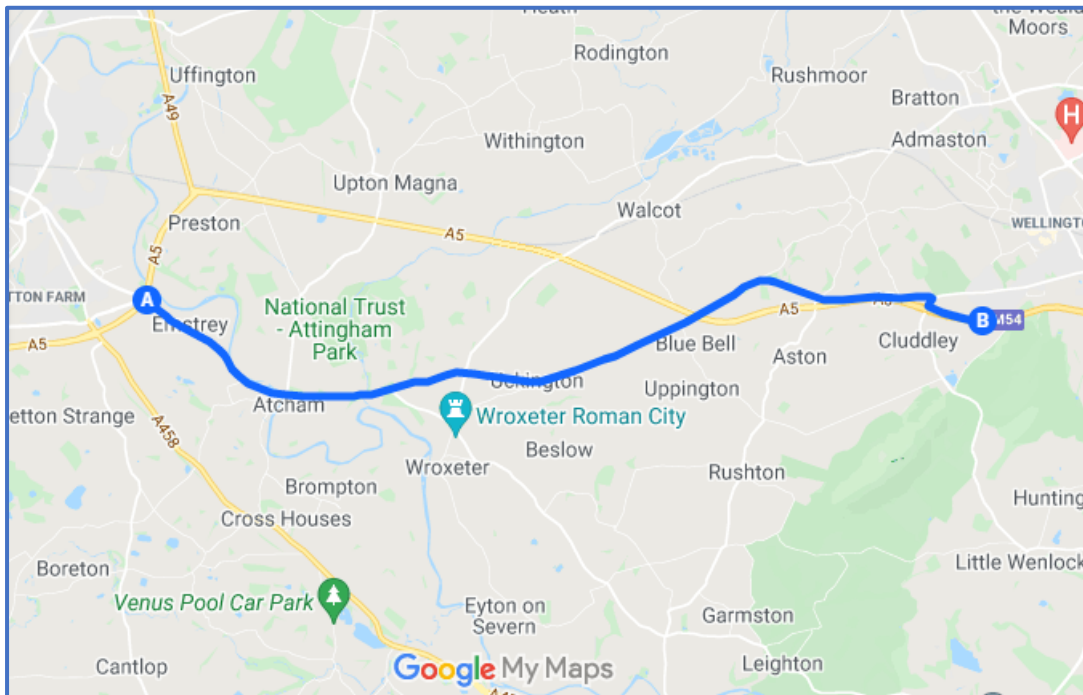 Heath
the Weald
Moors
Rodington
Rushmoor
Uffington
A49
Bratton
H
Withington
Admaston
Upton Magna
Walcot
Preston
WELLINGTON
A5
A5
TTON FARM
A
National Trust
- Attingham
Park
Emstrey
A5
B
M54
A5
Blue Bell
Cluddley
Aston
Uckington
Uppington
Atcham
etton Strange
A458
Wroxeter Roman City
Beslow
Wroxeter
Rushton
Brompton
Hunting
Cross Houses
Little Wenlock
Boreton
Venus Pool Car Park
Eyton on
Severn
Garmston
Cantlop
Google My Maps
Leighton